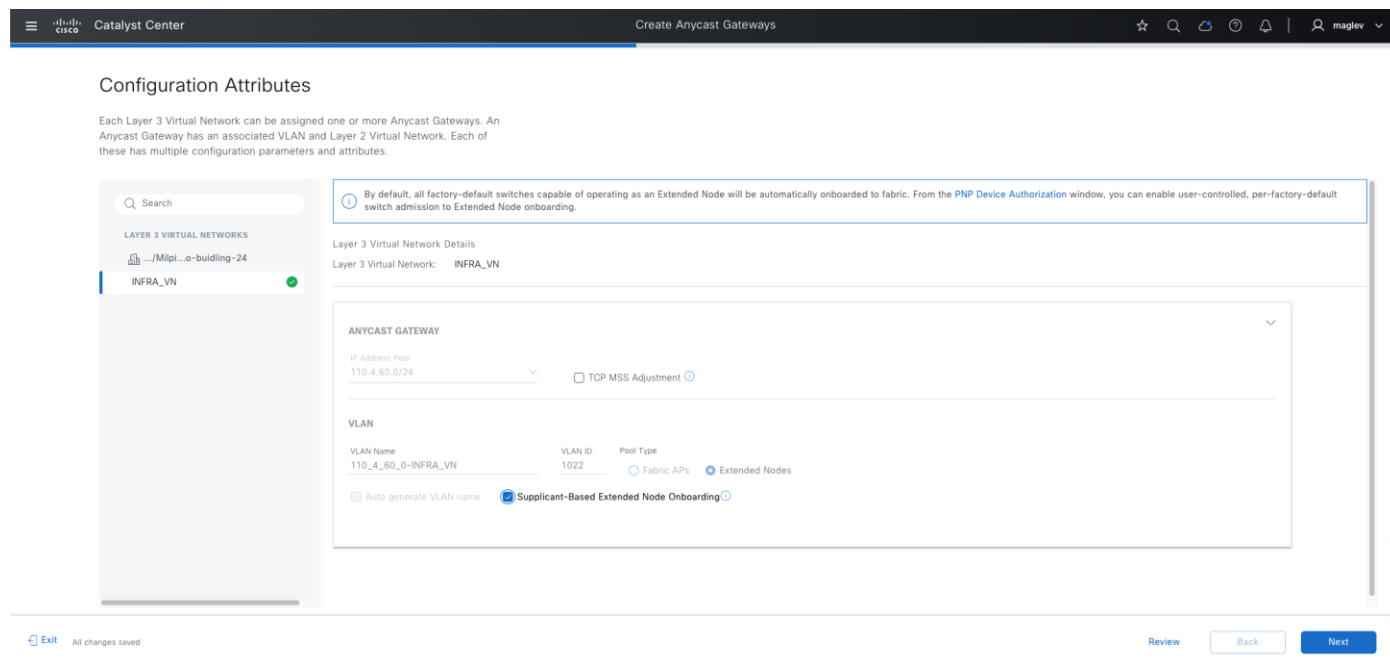 cisco Catalyst Center
Create Anycast Gateways
maglev
Configuration Attributes
Each Layer 3 Virtual Network can be assigned one or more Anycast Gateways. An
Anycast Gateway has an associated VLAN and Layer 2 Virtual Network. Each of
these has multiple configuration parameters and attributes.
Search
LAYER 3 VIRTUAL NETWORKS
.../Milpi...o-buidling-24
INFRA_VN
By default, all factory-default switches capable of operating as an Extended Node will be automatically onboarded to fabric. From the PNP Device Authorization window, you can enable user-controlled, per-factory-default
switch admission to Extended Node onboarding.
Layer 3 Virtual Network Details
Layer 3 Virtual Network: INFRA_VN
ANYCAST GATEWAY
IP Address Pool
110.4.60.0/24
TCP MSS Adjustment
VLAN
VLAN Name
110_4_60_0-INFRA_VN
VLAN ID
1022
Pool Type
Fabric APs
Extended Nodes
Auto generate VLAN name
Supplicant-Based Extended Node Onboarding
Exit
All changes saved
Review
Back
Next